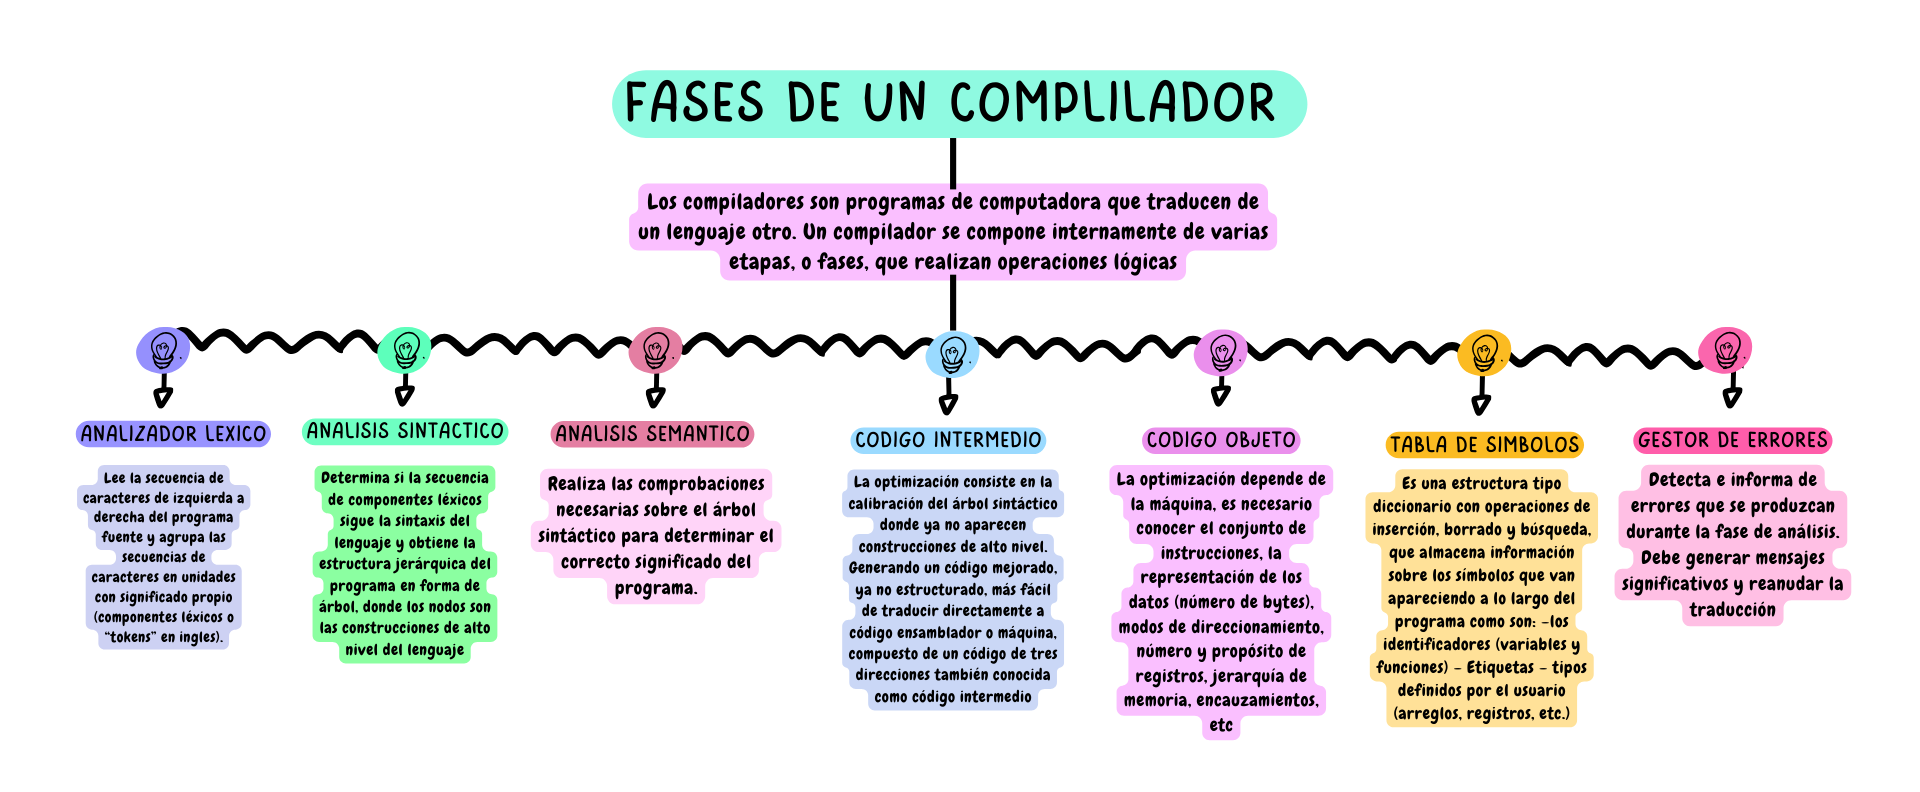 FASES DE UN COMPLILADOR
Los compiladores son programas de computadora que traducen de
un lenguaje otro. Un compilador se compone internamente de varias
etapas, o fases, que realizan operaciones lógicas
ANALIZADOR LEXICO
Lee la secuencia de
caracteres de izquierda a
derecha del programa
fuente y agrupa las
secuencias de
caracteres en unidades
con significado propio
(componentes léxicos o
“tokens” en ingles).
ANALISIS SINTACTICO
Determina si la secuencia
de componentes léxicos
sigue la sintaxis del
lenguaje y obtiene la
estructura jerárquica del
programa en forma de
árbol, donde los nodos son
las construcciones de alto
nivel del lenguaje
ANALISIS SEMANTICO
Realiza las comprobaciones
necesarias sobre el árbol
sintáctico para determinar el
correcto significado del
programa.
CODIGO INTERMEDIO
La optimización consiste en la
calibración del árbol sintáctico
donde ya no aparecen
construcciones de alto nivel.
Generando un código mejorado,
ya no estructurado, más fácil
de traducir directamente a
código ensamblador o máquina,
compuesto de un código de tres
direcciones también conocida
como código intermedio
CODIGO OBJETO
La optimización depende de
la máquina, es necesario
conocer el conjunto de
instrucciones, la
representación de los
datos (número de bytes),
modos de direccionamiento,
número y propósito de
registros, jerarquía de
memoria, encauzamientos,
etc
TABLA DE SIMBOLOS
Es una estructura tipo
diccionario con operaciones de
inserción, borrado y búsqueda,
que almacena información
sobre los símbolos que van
apareciendo a lo largo del
programa como son: –los
identificadores (variables y
funciones) – Etiquetas – tipos
definidos por el usuario
(arreglos, registros, etc.)
GESTOR DE ERRORES
Detecta e informa de
errores que se produzcan
durante la fase de análisis.
Debe generar mensajes
significativos y reanudar la
traducción